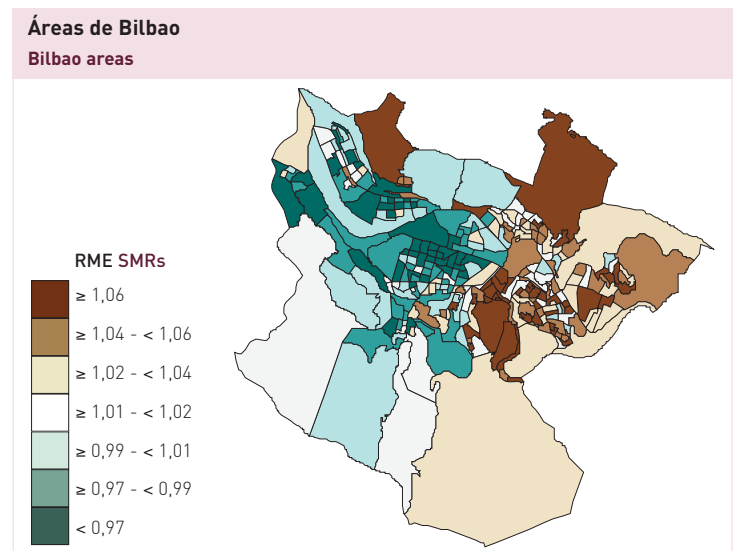 Áreas de Bilbao
Bilbao areas
RME SMRs
≥ 1,06
≥ 1,04 - < 1,06
≥ 1,02 - < 1,04
≥ 1,01 - < 1,02
≥ 0,99 - < 1,01
≥ 0,97 - < 0,99
< 0,97